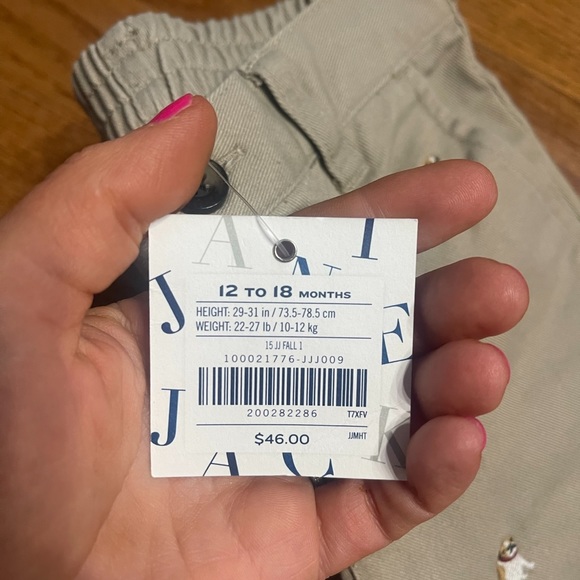 A I
J A N
E
12 TO 18 MONTHS
HEIGHT: 29-31 in / 73.5-78.5 cm
WEIGHT: 22-27 lb / 10-12 kg
15 JJ FALL 1
100021776-JJJ009
200282286 T7XFV
$46.00 JJMHT
J
A C K